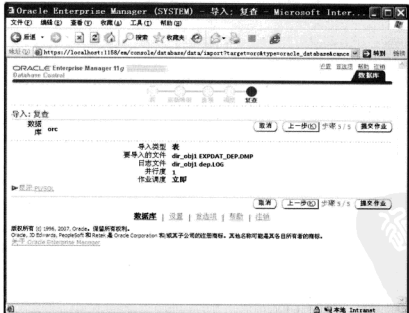 Oracle Enterprise Manager (SYSTEM) - 导入: 复查 - Microsoft Inter...
文件(F) 编辑(E) 查看(V) 收藏(A) 工具(T) 帮助(H)
后退 搜索 收藏夹
https://localhost:1158/em/console/database/data/import?target=orc&type=oracle_database&cance 转到 链接
ORACLE Enterprise Manager 11g
Database Control
设置 首选项 帮助 注销
数据库
复查
导入: 复查
数据库 orc
取消 上一步(K) 步骤 5 / 5 提交作业
导入类型 表
要导入的文件 dir_obj1 EXPDAT_DEP.DMP
日志文件 dir_obj1 dep.LOG
并行度 1
作业调度 立即
显示 PL/SQL
取消 上一步(K) 步骤 5 / 5 提交作业
数据库 | 设置 | 首选项 | 帮助 | 注销
版权所有 (c) 1996, 2007, Oracle。保留所有权利。
Oracle, JD Edwards, PeopleSoft 和 Retek 是 Oracle Corporation 和/或其子公司的注册商标。其他名称可能是其各自所有者的商标。
关于 Oracle Enterprise Manager
本地 Intranet